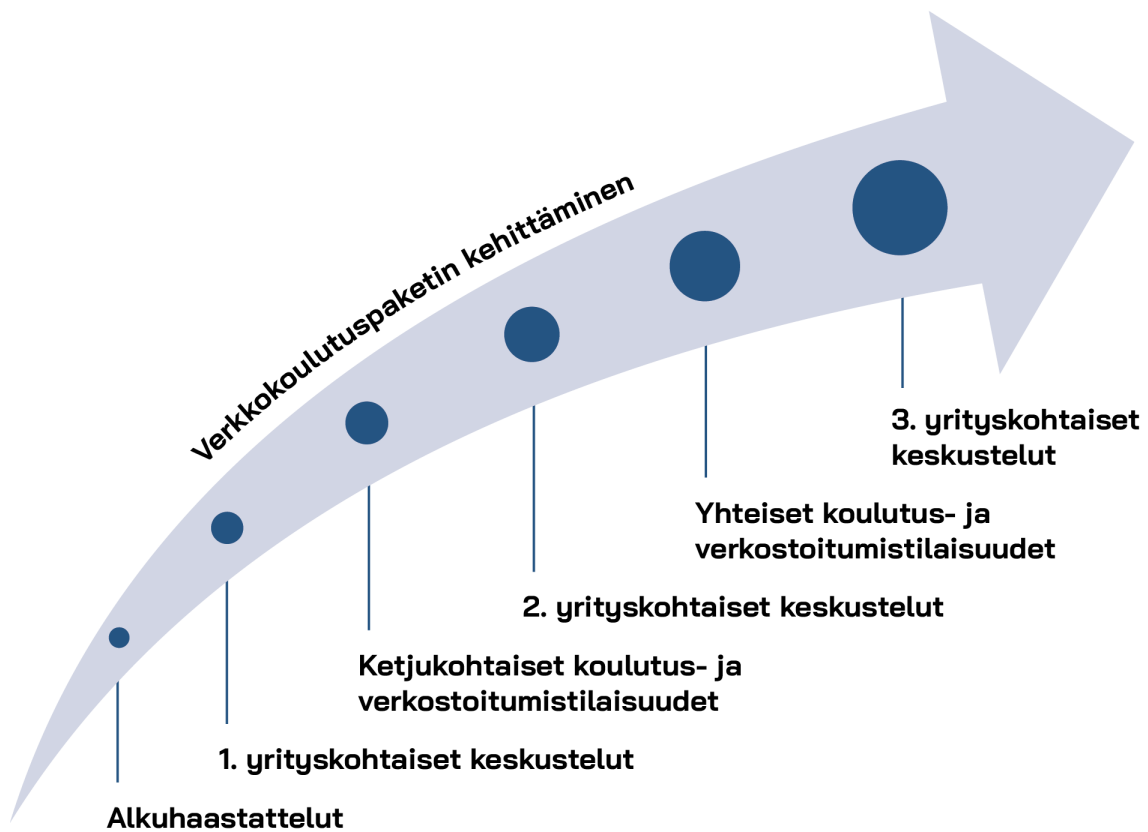 Verkkokoulutuspaketin kehittäminen
3. yrityskohtaiset
keskustelut
Yhteiset koulutus- ja
verkostoitumistilaisuudet
2. yrityskohtaiset keskustelut
Ketjukohtaiset koulutus- ja
verkostoitumistilaisuudet
1. yrityskohtaiset keskustelut
Alkuhaastattelut